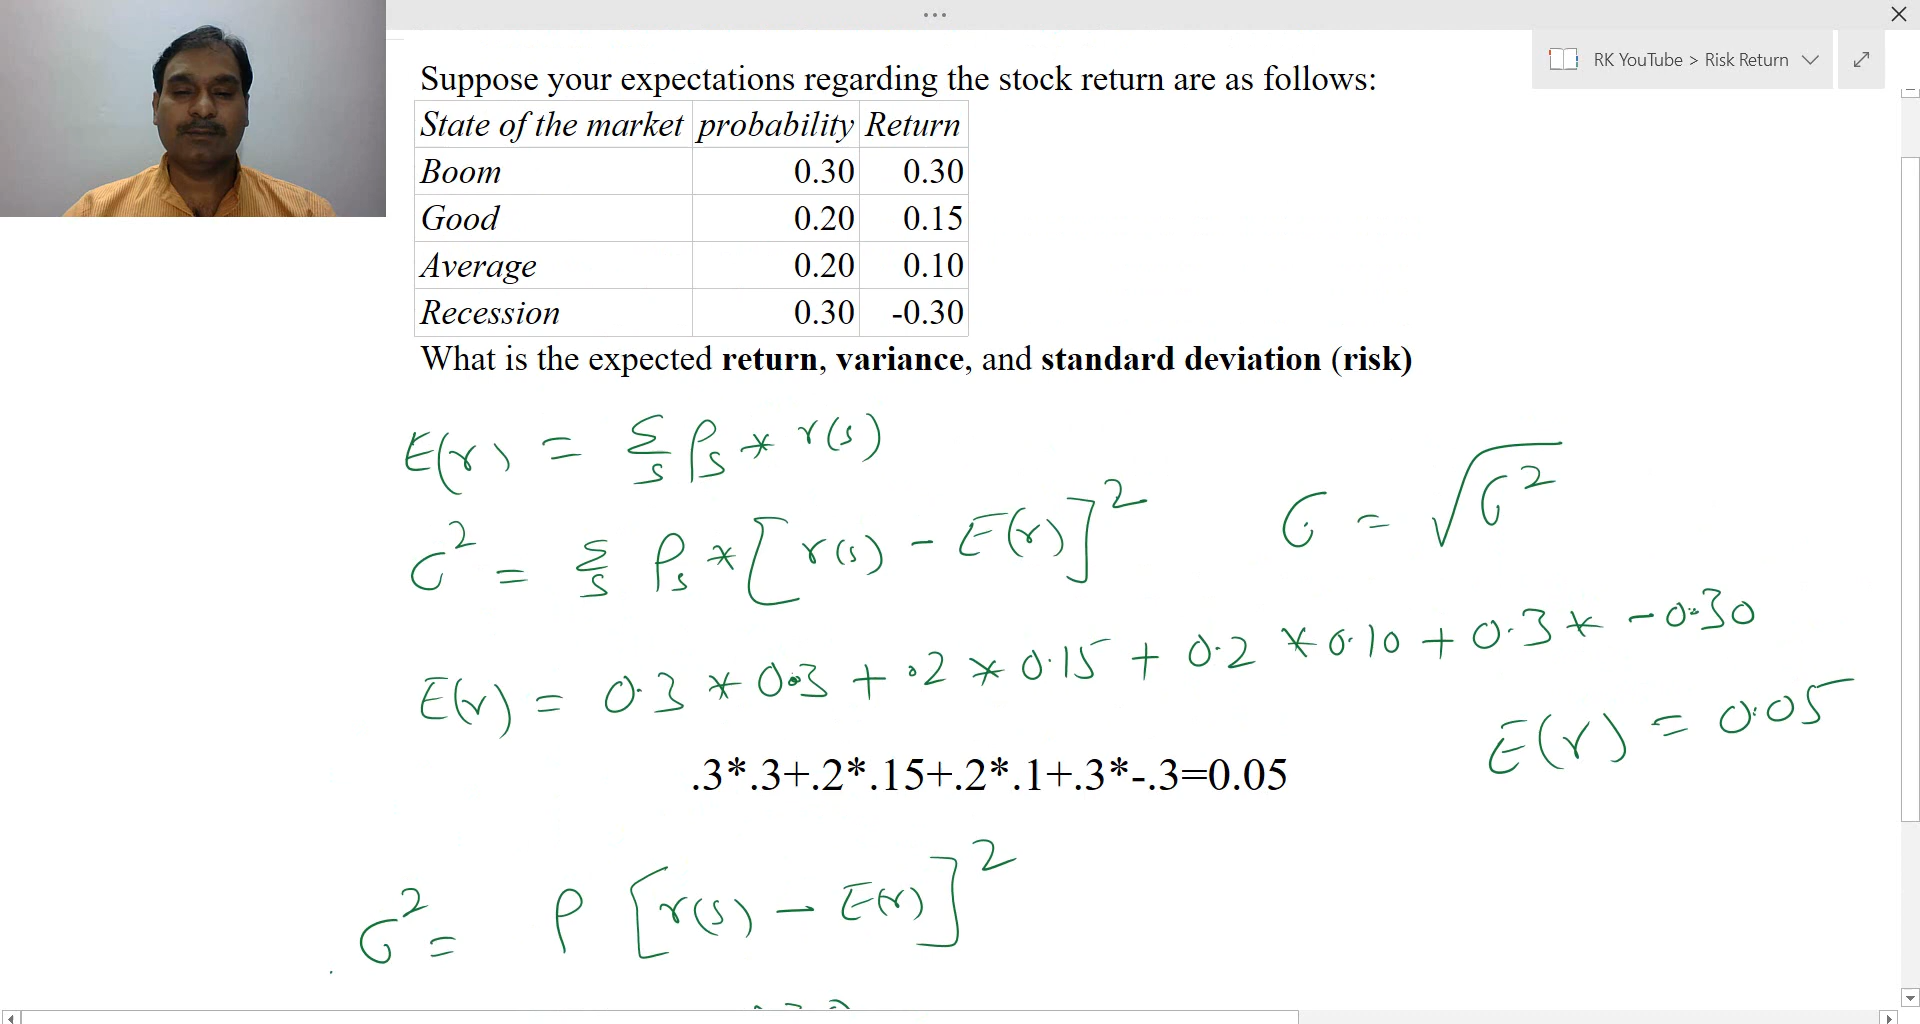 RK YouTube > Risk Return
Suppose your expectations regarding the stock return are as follows:
State of the market probability Return
Boom 0.30 0.30
Good 0.20 0.15
Average 0.20 0.10
Recession 0.30 -0.30
What is the expected return, variance, and standard deviation (risk)
E(r) = Σs Ps * r(s)
σ² = Σs Ps * [r(s) - E(r)]²
σ = √σ²
E(r) = 0.3 * 0.3 + .2 * 0.15 + 0.2 * 0.10 + 0.3 * -0.30
E(r) = 0.05
.3*.3+.2*.15+.2*.1+.3*-.3=0.05
σ² = P [r(s) - E(r)]²